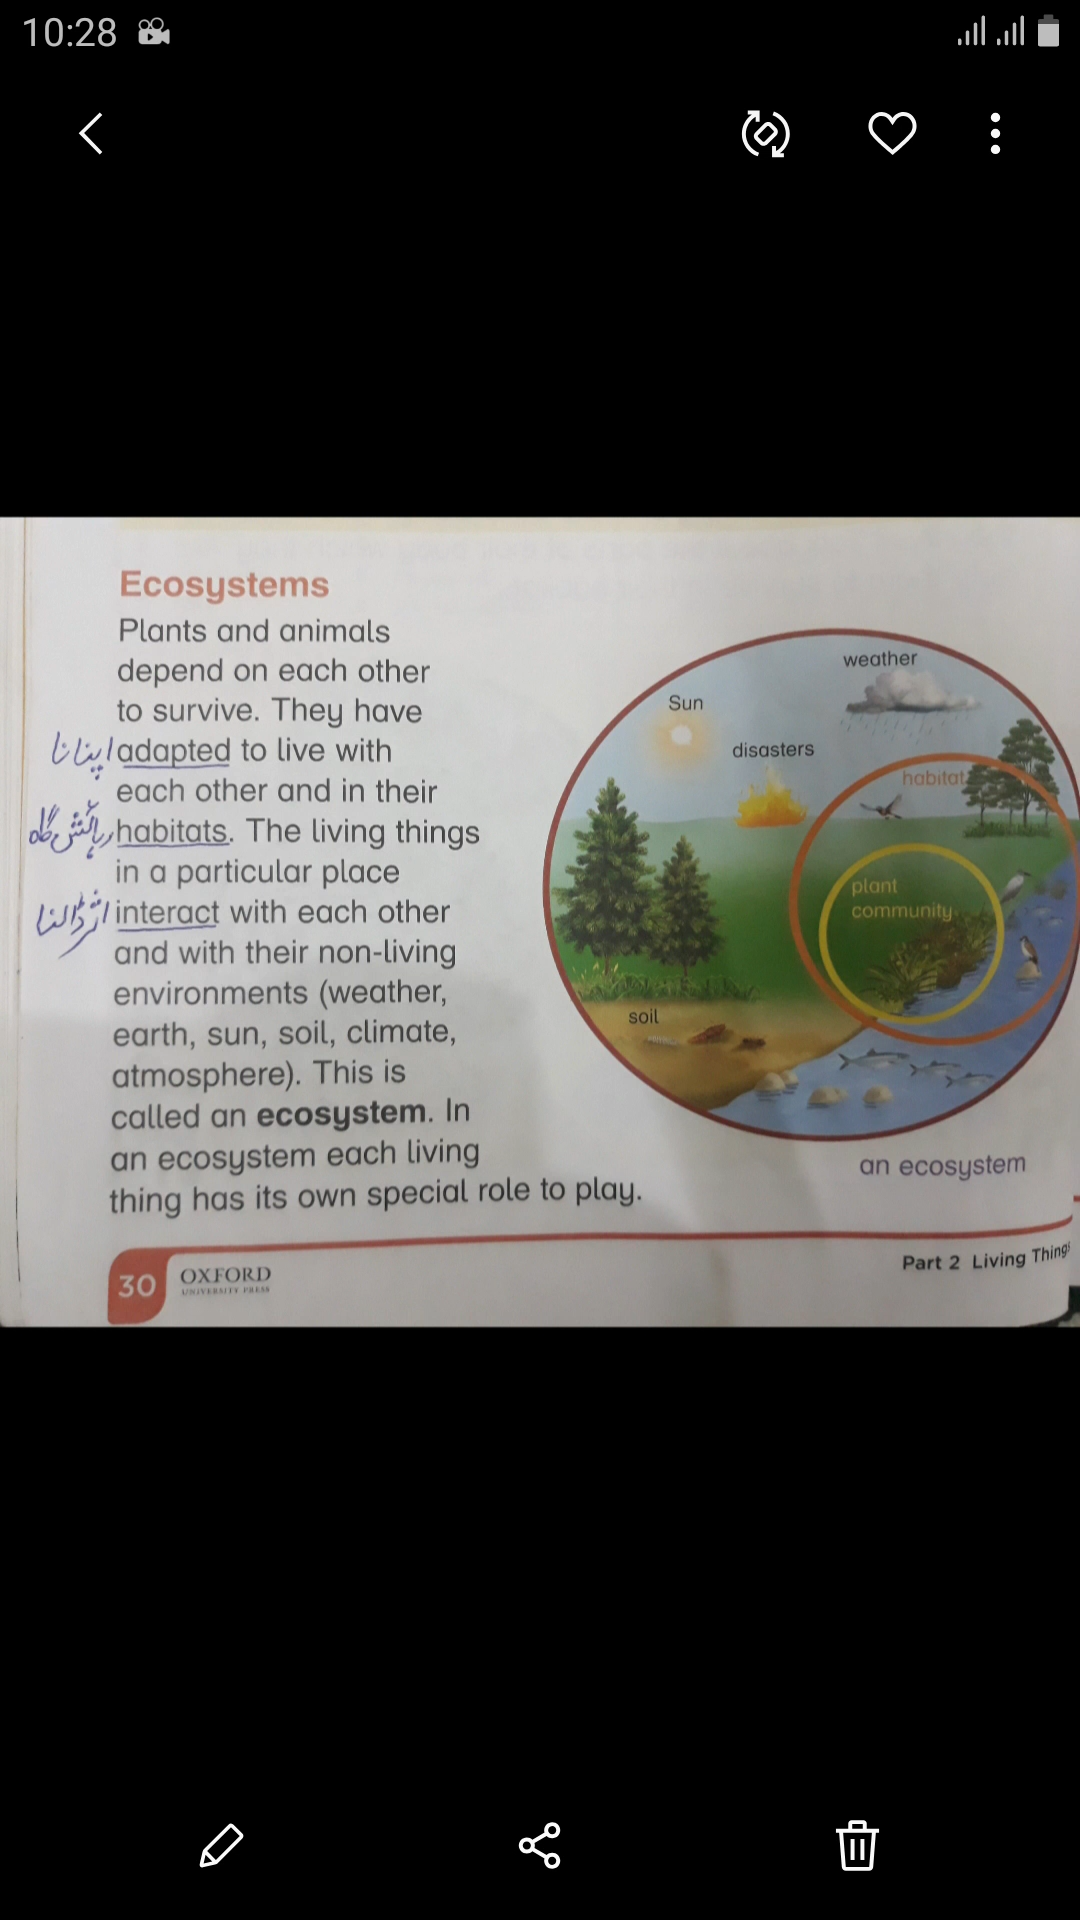 10:28
Ecosystems
Plants and animals
depend on each other
to survive. They have
اپنانا adapted to live with
each other and in their
رہائش گاہ habitats. The living things
in a particular place
اثر ڈالنا interact with each other
and with their non-living
environments (weather,
earth, sun, soil, climate,
atmosphere). This is
called an ecosystem. In
an ecosystem each living
thing has its own special role to play.
weather
Sun
disasters
habitat
plant
community
soil
an ecosystem
30
OXFORD
UNIVERSITY PRESS
Part 2 Living Things